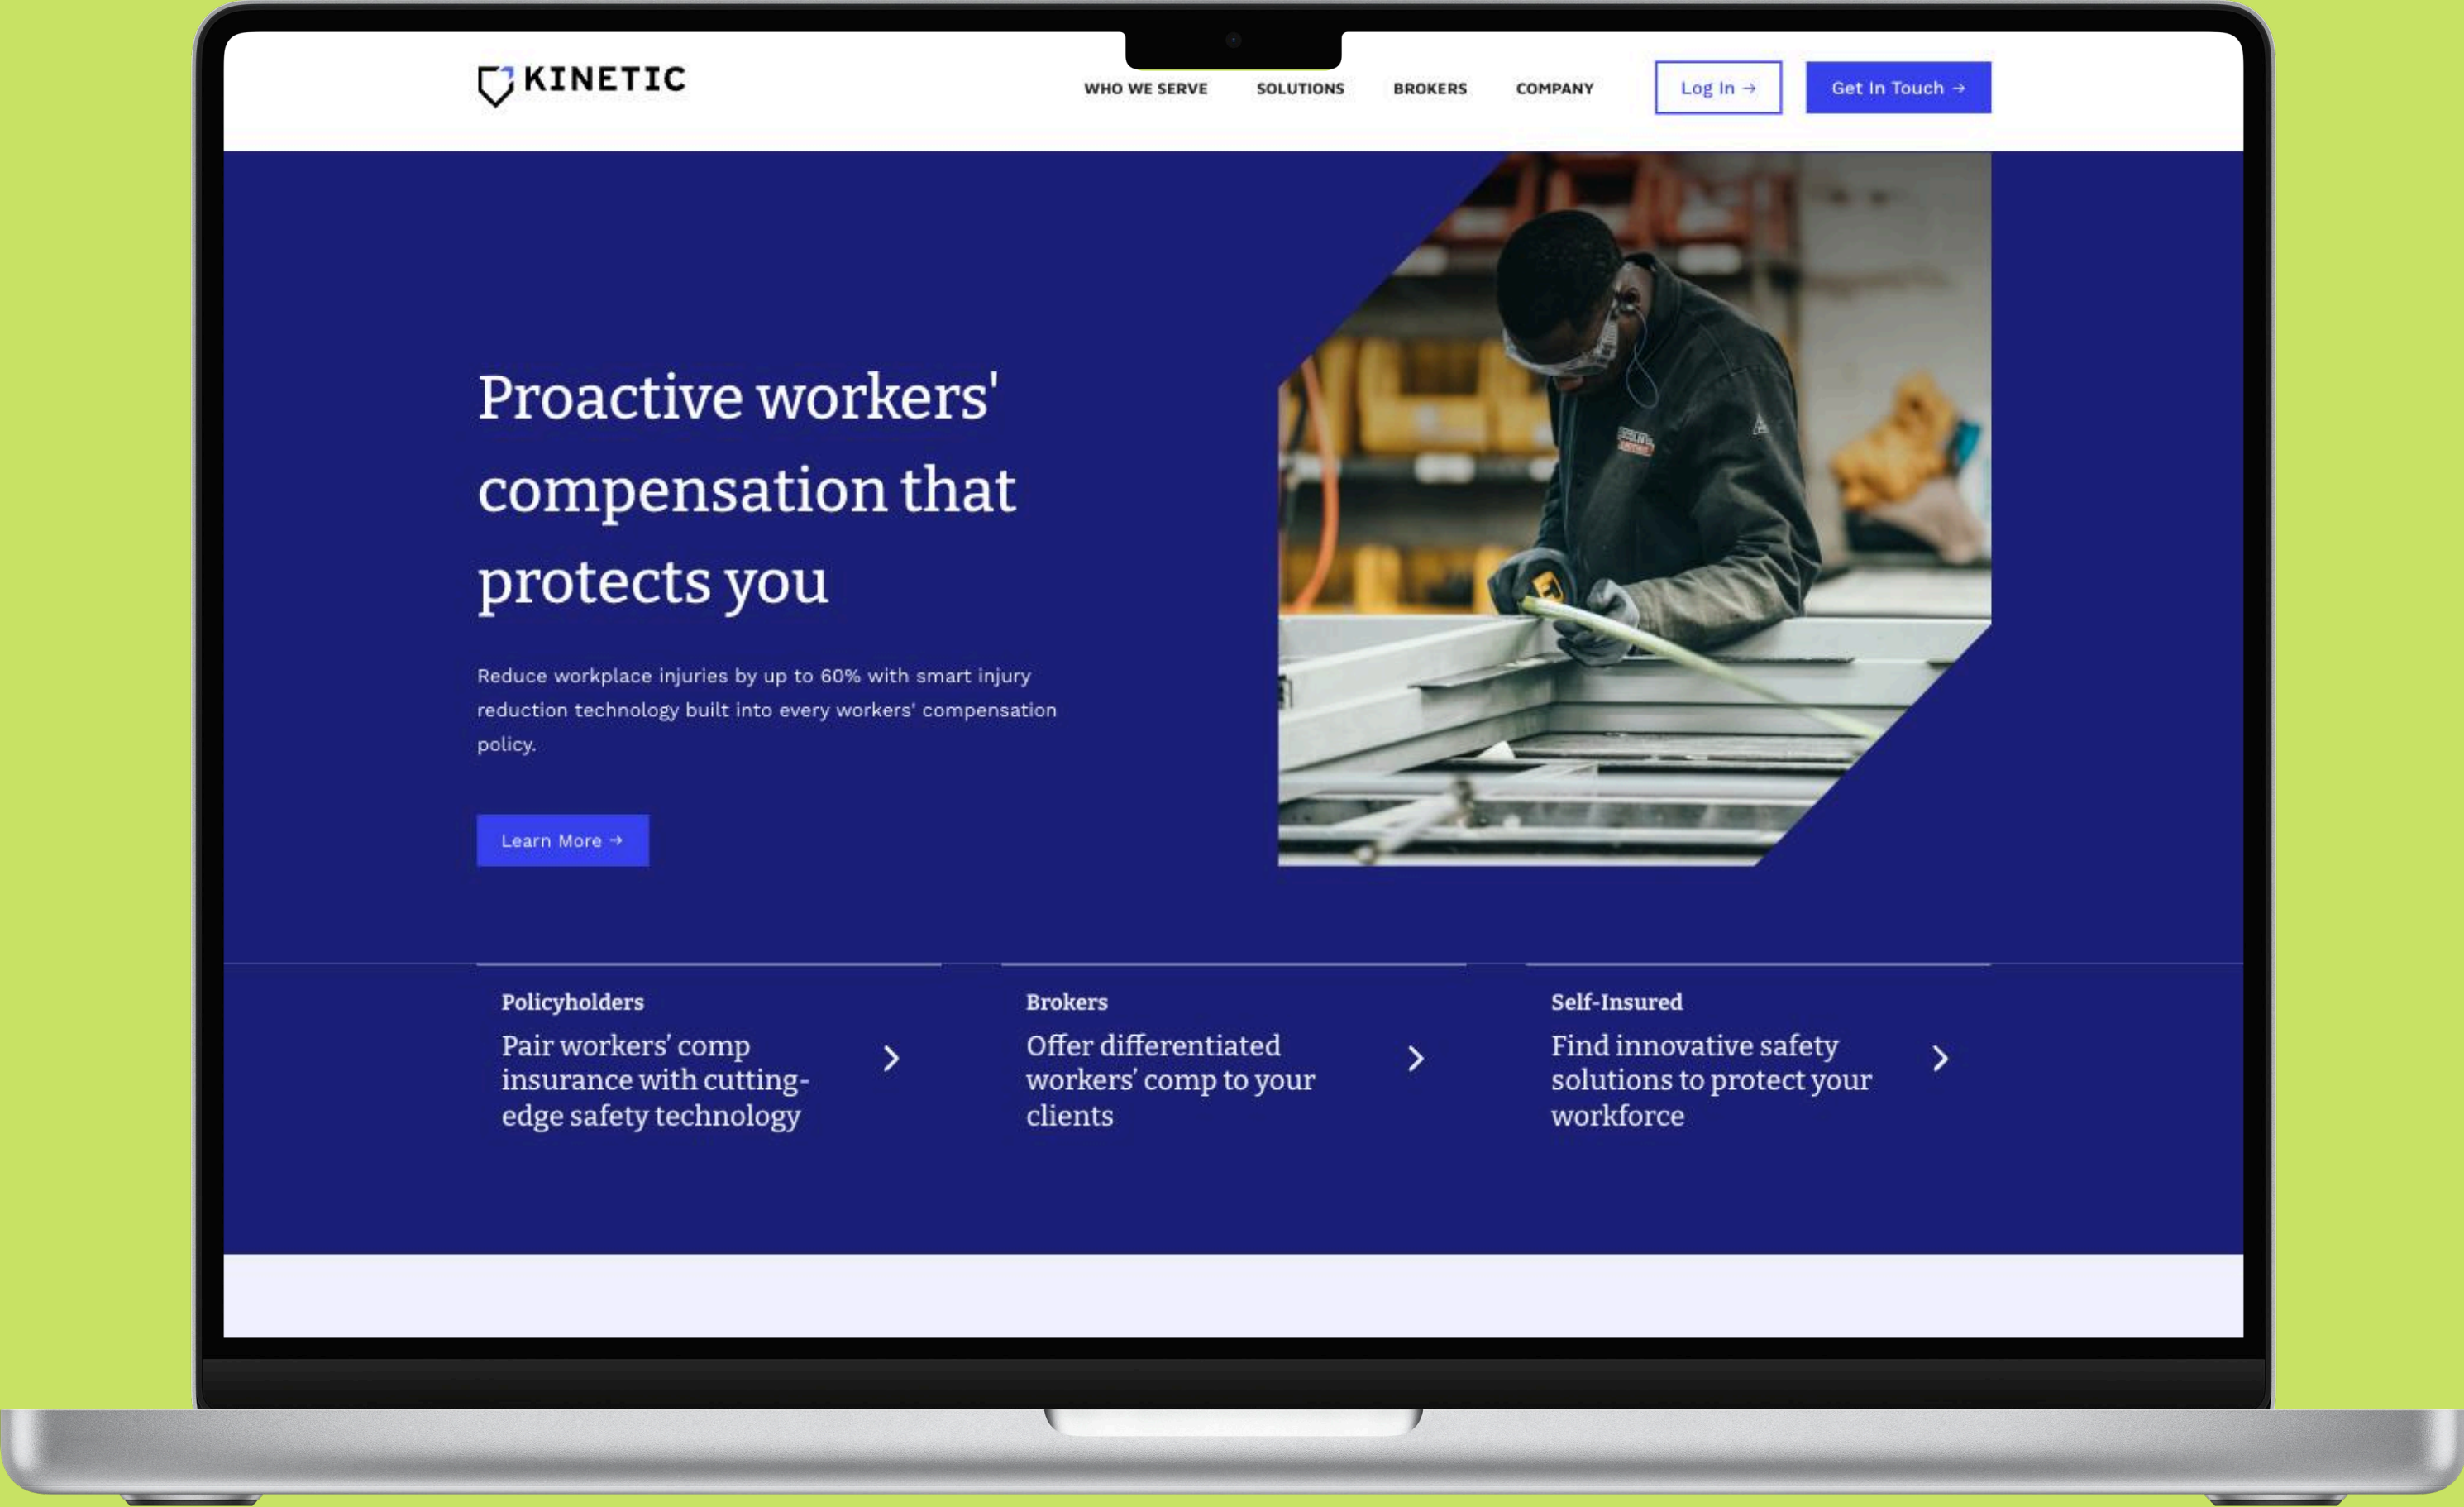 KINETIC
WHO WE SERVE
SOLUTIONS
BROKERS
COMPANY
Log In →
Get In Touch →
Proactive workers'
compensation that
protects you
Reduce workplace injuries by up to 60% with smart injury
reduction technology built into every workers' compensation
policy.
Learn More →
Policyholders
Pair workers’ comp
insurance with cutting-
edge safety technology
Brokers
Offer differentiated
workers’ comp to your
clients
Self-Insured
Find innovative safety
solutions to protect your
workforce